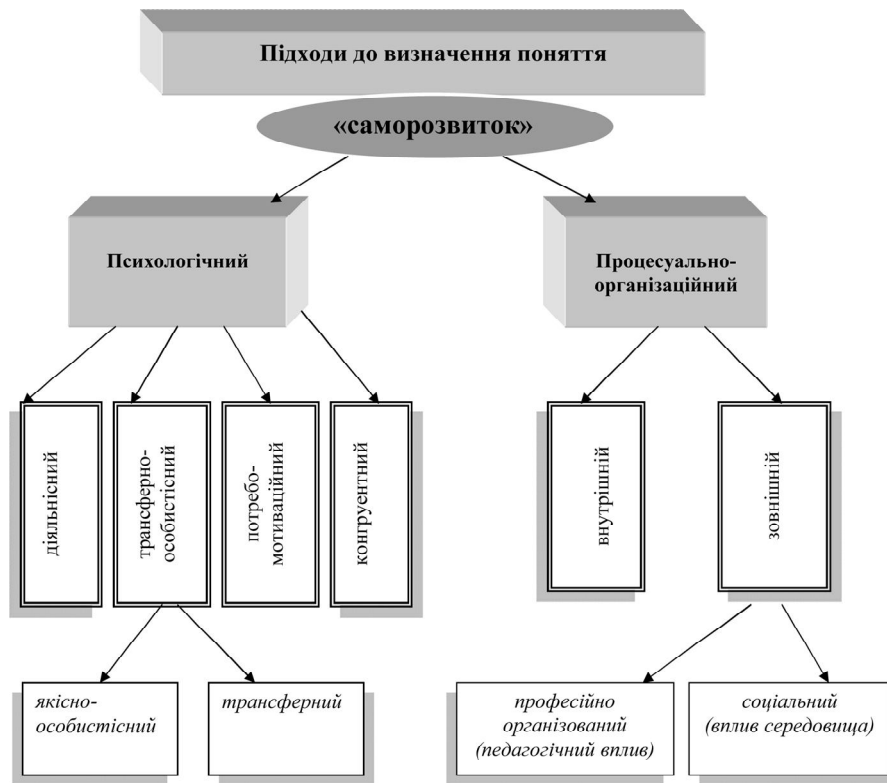 Підходи до визначення поняття
«саморозвиток»
Психологічний
Процесуально-
організаційний
діяльнісний
трансферно-
особистісний
потребо-
мотиваційний
конгруентний
внутрішній
зовнішній
якісно-
особистісний
трансферний
професійно
організований
(педагогічний вплив)
соціальний
(вплив середовища)